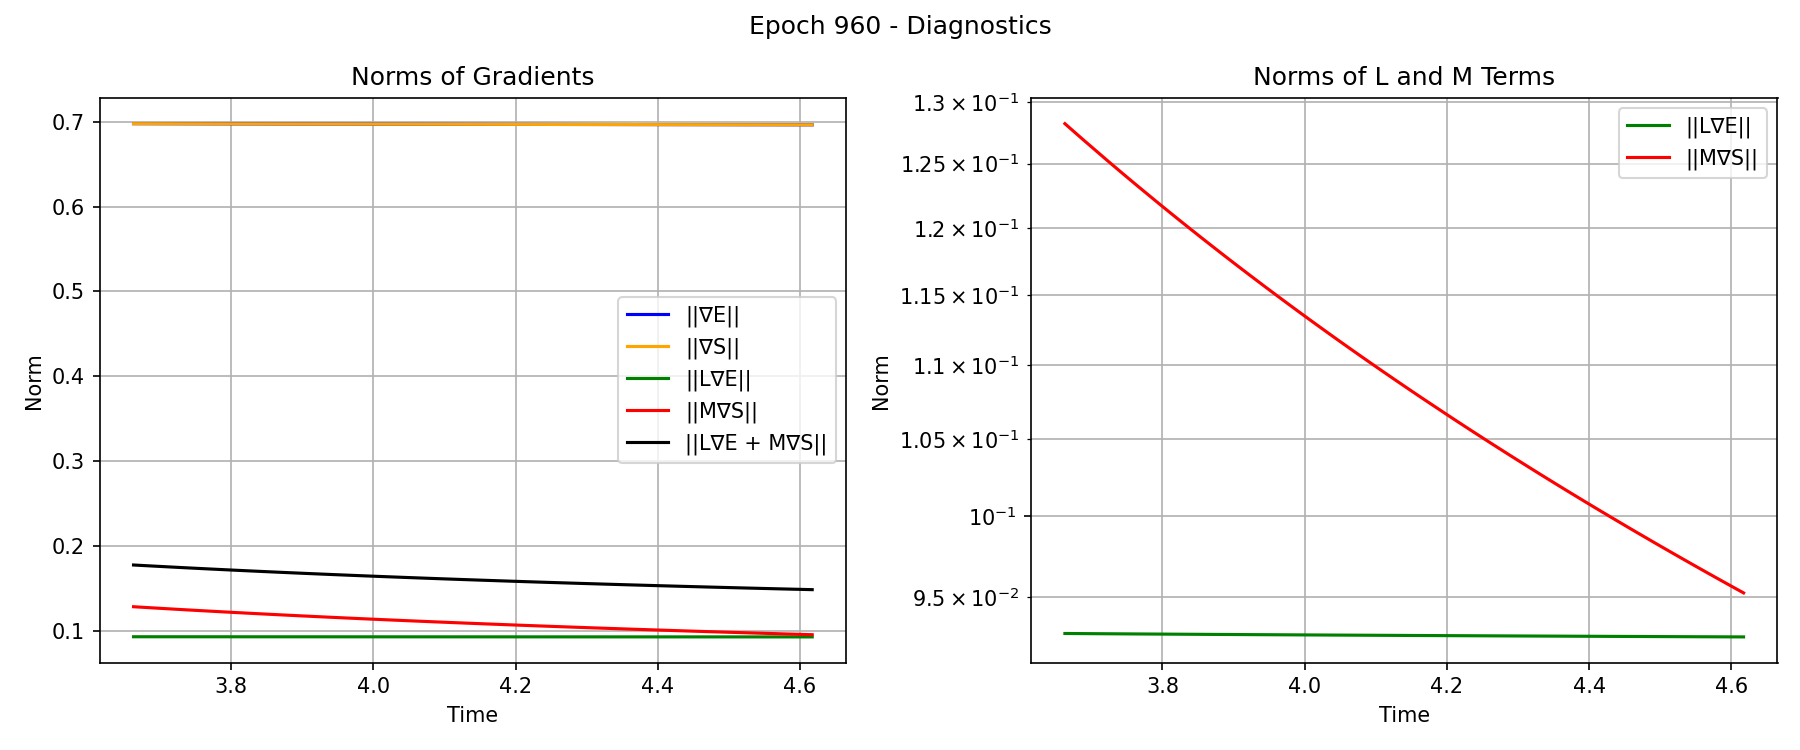 Epoch 960 - Diagnostics
Norms of Gradients
Norm
0.7
0.6
0.5
0.4
0.3
0.2
0.1
||∇E||
||∇S||
||L∇E||
||M∇S||
||L∇E + M∇S||
3.8
4.0
4.2
4.4
4.6
Time
Norms of L and M Terms
Norm
1.3 × 10⁻¹
1.25 × 10⁻¹
1.2 × 10⁻¹
1.15 × 10⁻¹
1.1 × 10⁻¹
1.05 × 10⁻¹
10⁻¹
9.5 × 10⁻²
||L∇E||
||M∇S||
3.8
4.0
4.2
4.4
4.6
Time